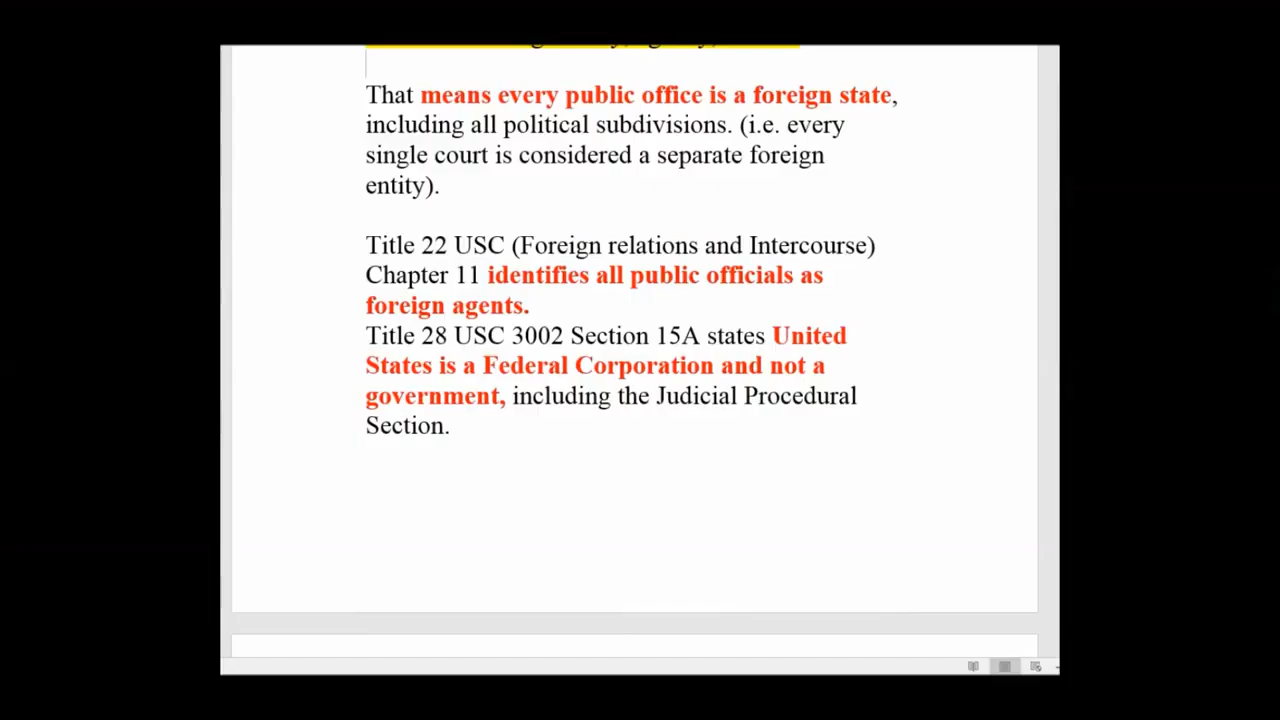 That means every public office is a foreign state,
including all political subdivisions. (i.e. every
single court is considered a separate foreign
entity).
Title 22 USC (Foreign relations and Intercourse)
Chapter 11 identifies all public officials as
foreign agents.
Title 28 USC 3002 Section 15A states United
States is a Federal Corporation and not a
government, including the Judicial Procedural
Section.